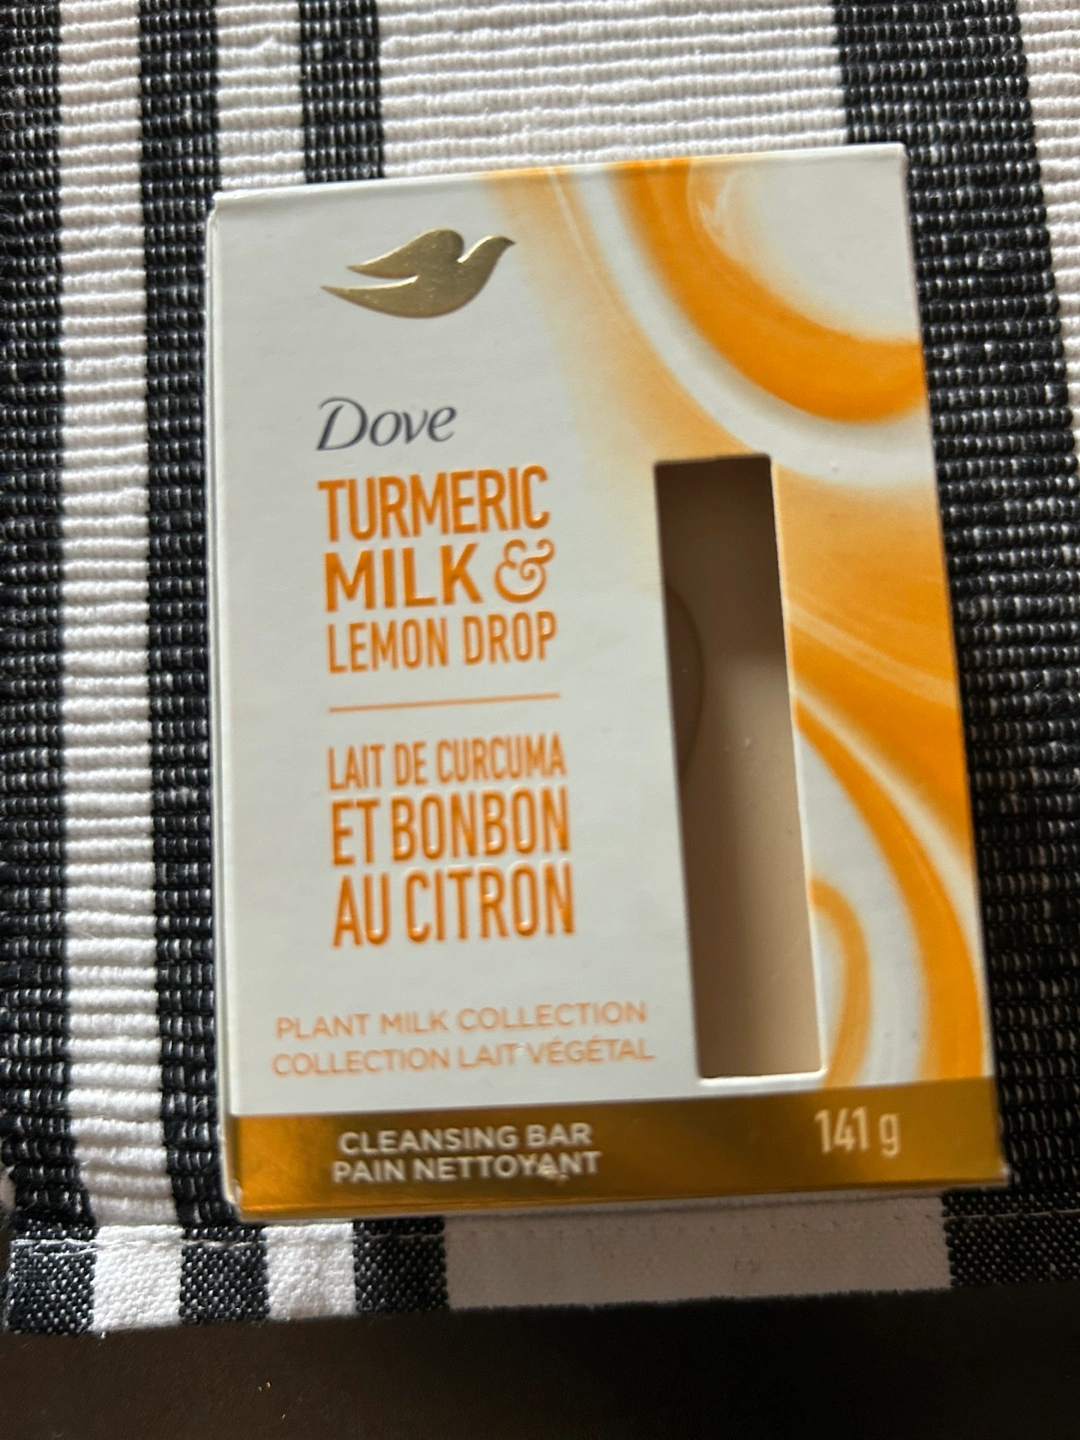 Dove
TURMERIC
MILK &
LEMON DROP
LAIT DE CURCUMA
ET BONBON
AU CITRON
PLANT MILK COLLECTION
COLLECTION LAIT VÉGÉTAL
CLEANSING BAR
PAIN NETTOYANT
141 g